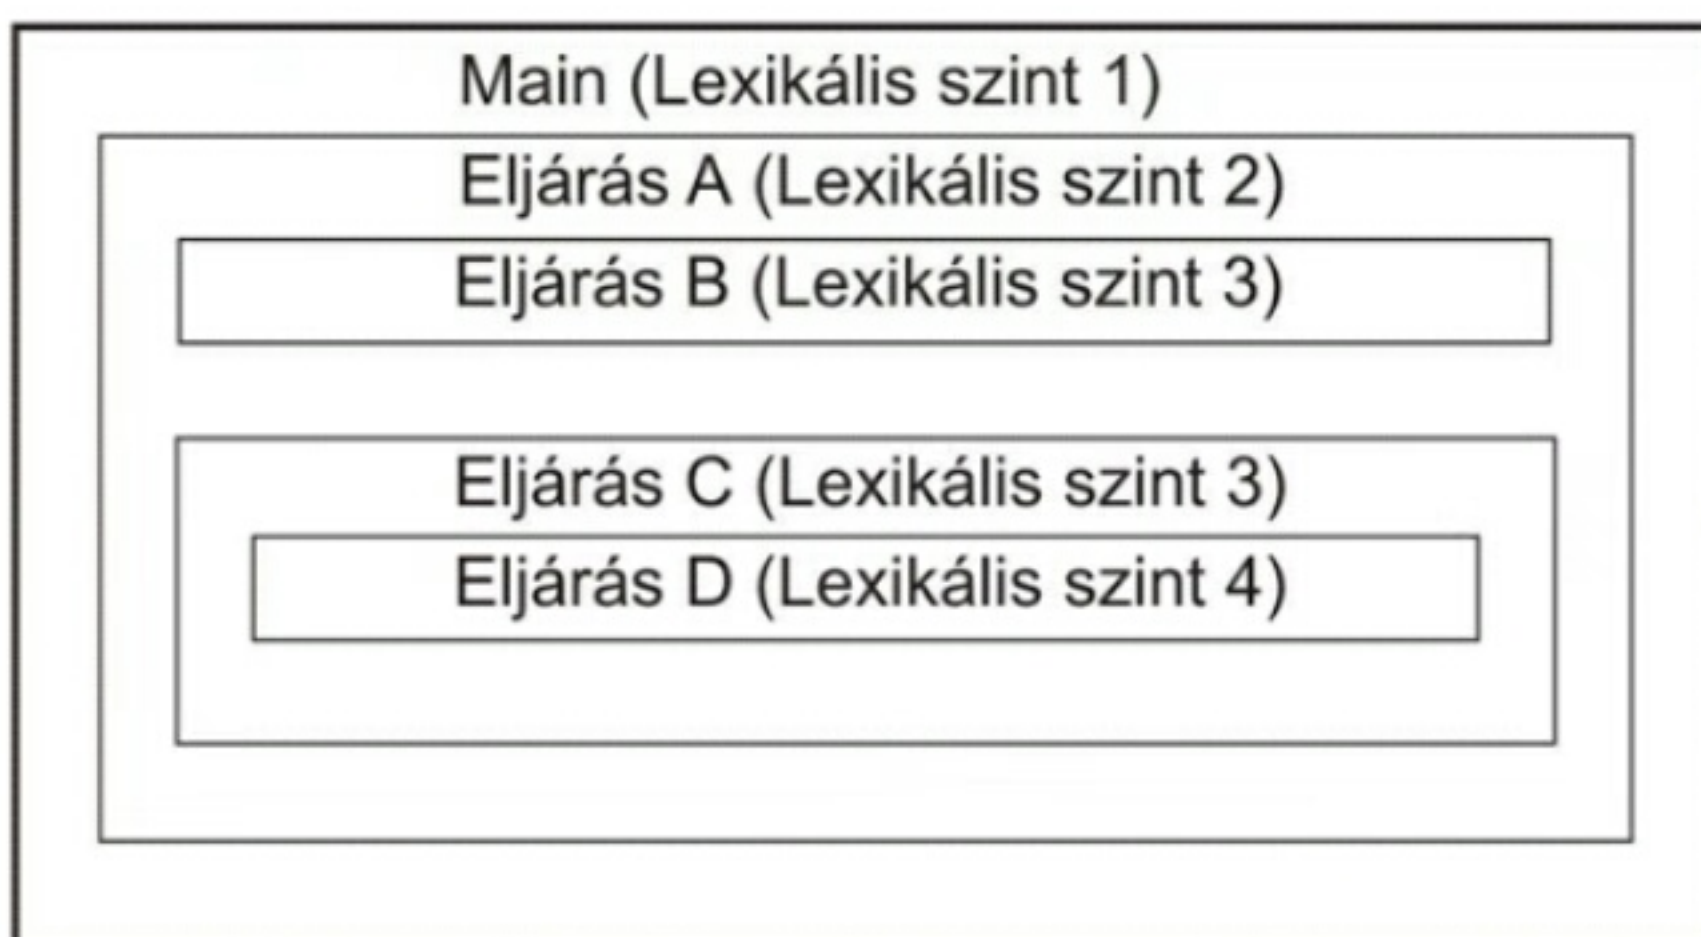 Main (Lexikális szint 1)
Eljárás A (Lexikális szint 2)
Eljárás B (Lexikális szint 3)
Eljárás C (Lexikális szint 3)
Eljárás D (Lexikális szint 4)